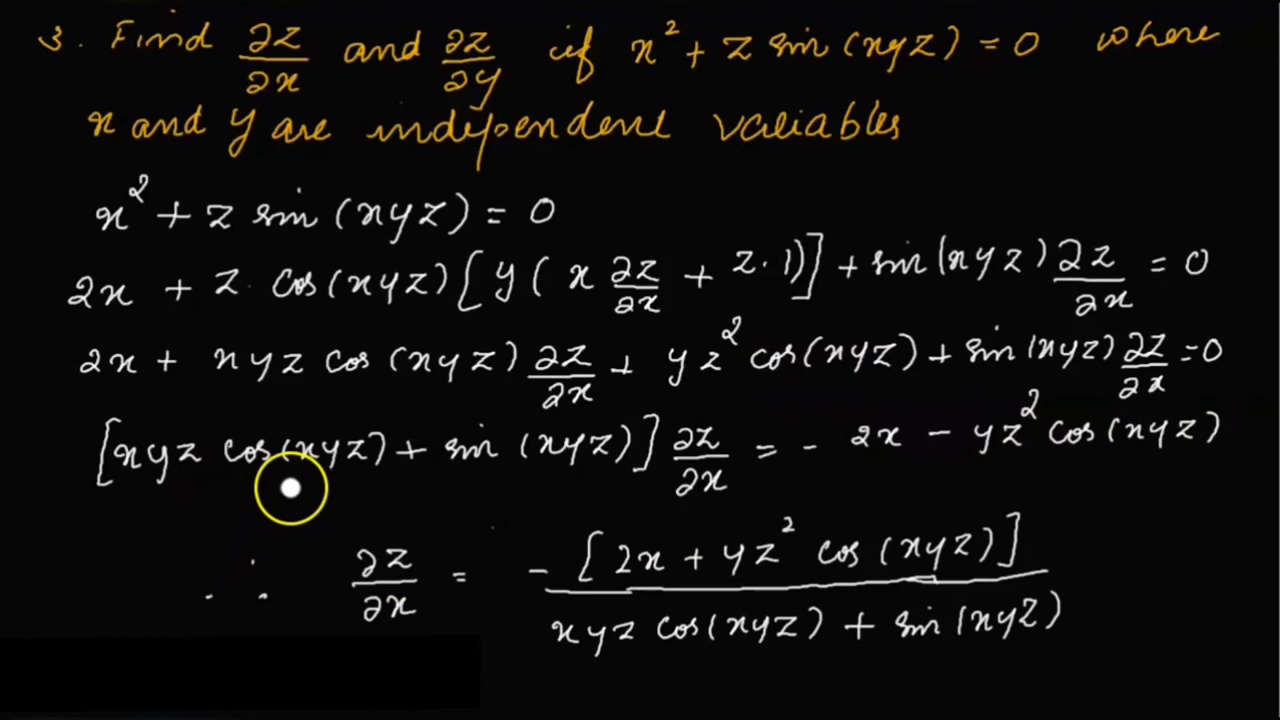 3. Find ∂z/∂x and ∂z/∂y if x² + z sin(xyz) = 0 where
x and y are independent variables
x² + z sin(xyz) = 0
2x + z · cos(xyz)[y(x ∂z/∂x + z·1)] + sin(xyz) ∂z/∂x = 0
2x + xyz cos(xyz) ∂z/∂x + yz² cos(xyz) + sin(xyz) ∂z/∂x = 0
[xyz cos(xyz) + sin(xyz)] ∂z/∂x = - 2x - yz² cos(xyz)
∴ ∂z/∂x = -[2x + yz² cos(xyz)] / xyz cos(xyz) + sin(xyz)